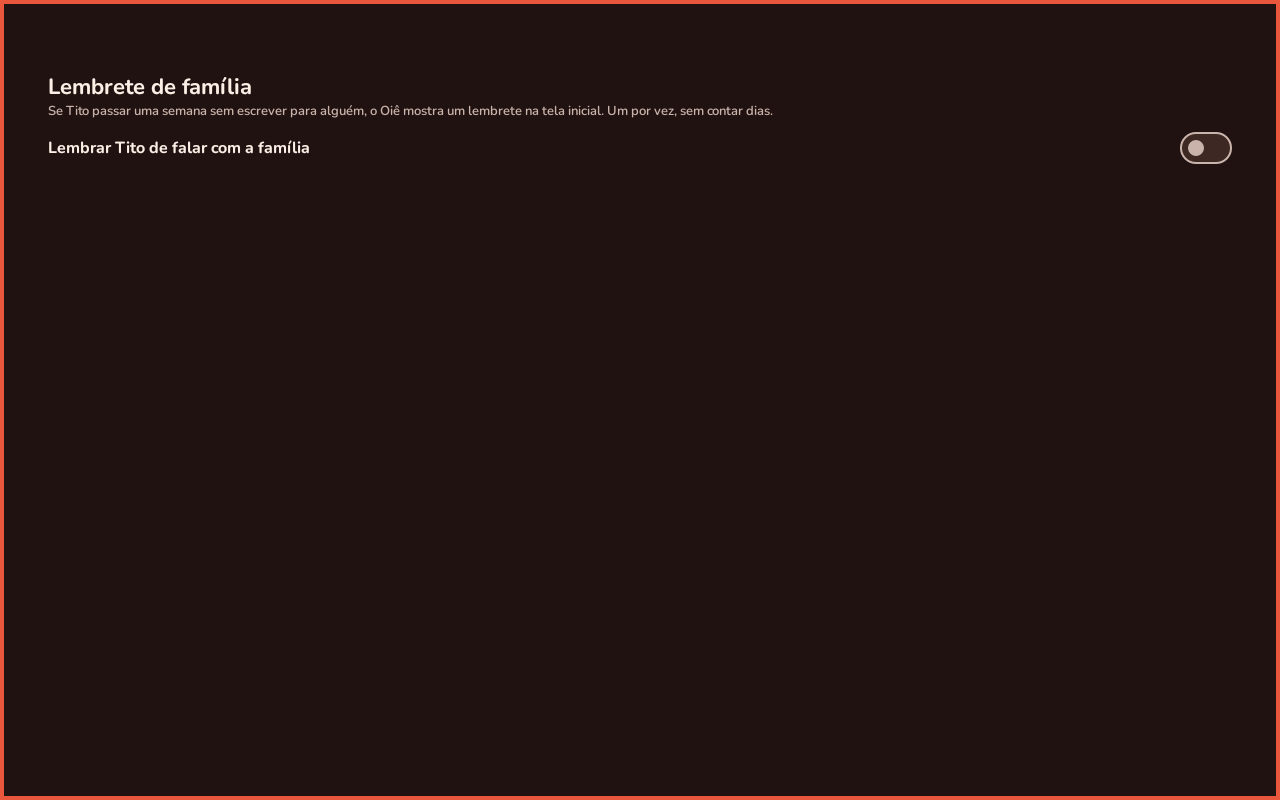 Lembrete de família
Se Tito passar uma semana sem escrever para alguém, o Oiê mostra um lembrete na tela inicial. Um por vez, sem contar dias.
Lembrar Tito de falar com a família